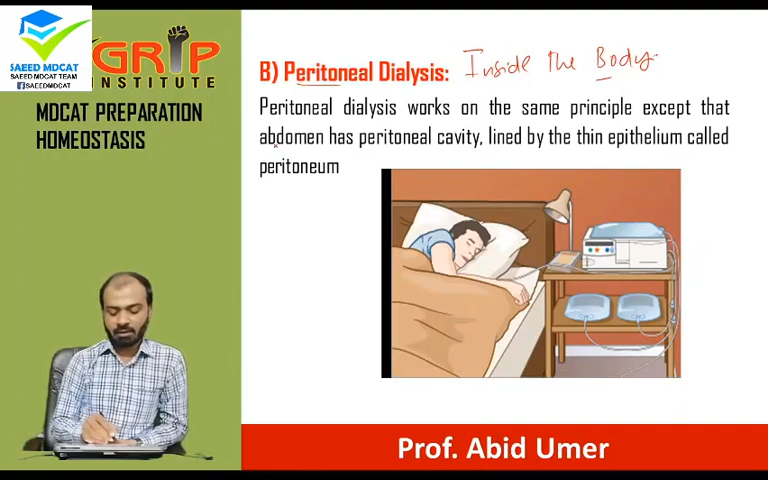 SAEED MDCAT
SAEED MDCAT TEAM
@SAEEDMDCAT
GRIP
INSTITUTE
MDCAT PREPARATION
HOMEOSTASIS
B) Peritoneal Dialysis: Inside the Body
Peritoneal dialysis works on the same principle except that
abdomen has peritoneal cavity, lined by the thin epithelium called
peritoneum
Prof. Abid Umer